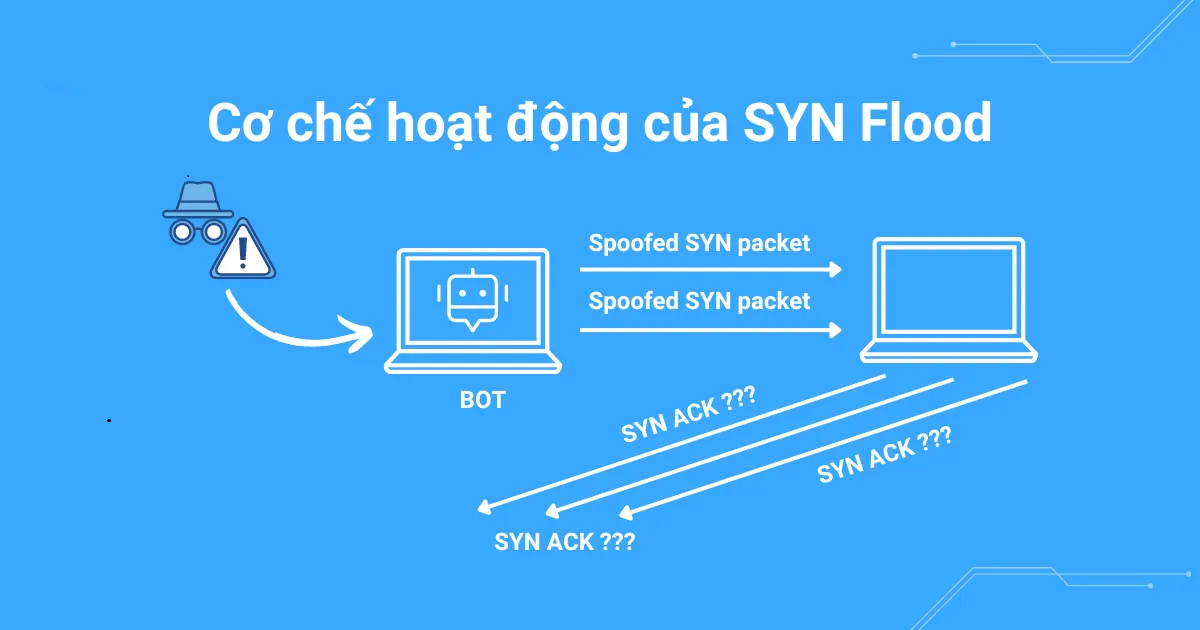 Cơ chế hoạt động của SYN Flood
Spoofed SYN packet
Spoofed SYN packet
BOT
SYN ACK ???
SYN ACK ???
SYN ACK ???